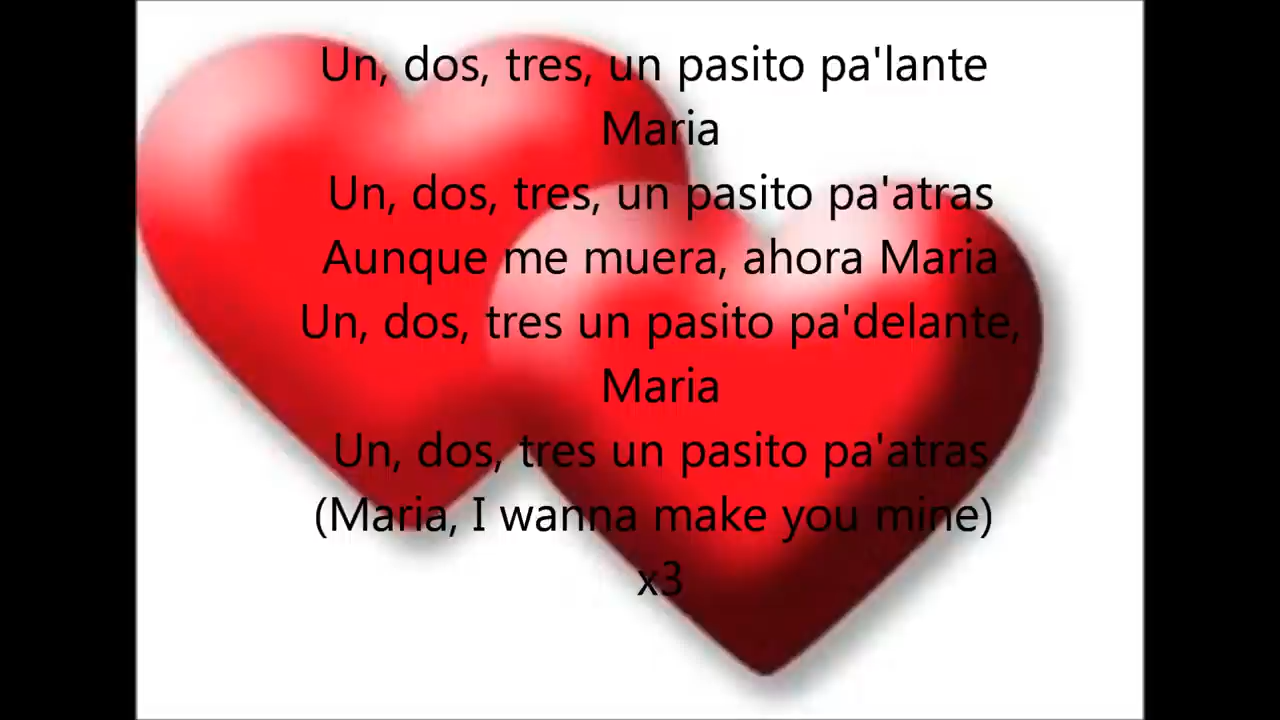 Un, dos, tres, un pasito pa'lante
Maria
Un, dos, tres, un pasito pa'atras
Aunque me muera, ahora Maria
Un, dos, tres un pasito pa'delante,
Maria
Un, dos, tres un pasito pa'atras
(Maria, I wanna make you mine)
x3